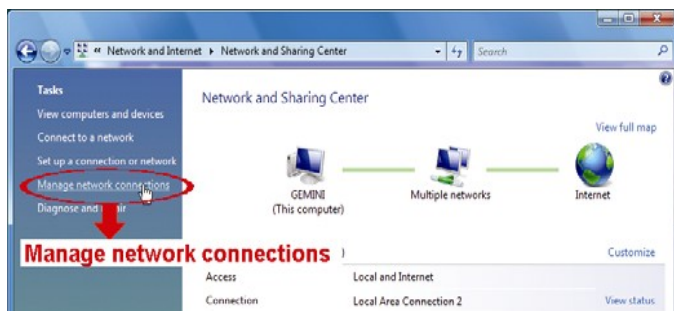 « Network and Internet ▸ Network and Sharing Center
Search
Tasks
View computers and devices
Connect to a network
Set up a connection or network
Manage network connections
Diagnose and
Manage network connections
Network and Sharing Center
View full map
GEMINI
(This computer)
Multiple networks
Internet
)
Customize
Access
Local and Internet
Connection
Local Area Connection 2
View status